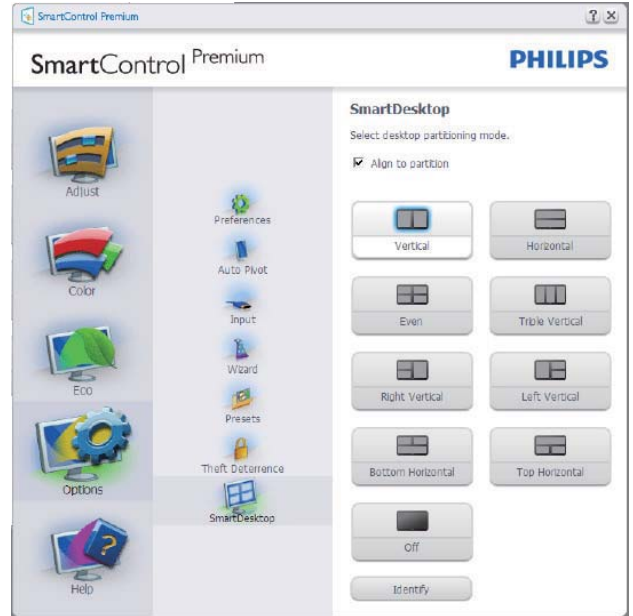 SmartControl Premium
SmartControl Premium
PHILIPS
Adjust
Color
Eco
Options
Help
Preferences
Auto Pivot
Input
Wizard
Presets
Theft Deterrence
SmartDesktop
SmartDesktop
Select desktop partitioning mode.
Align to partition
Vertical
Horizontal
Even
Triple Vertical
Right Vertical
Left Vertical
Bottom Horizontal
Top Horizontal
Off
Identify